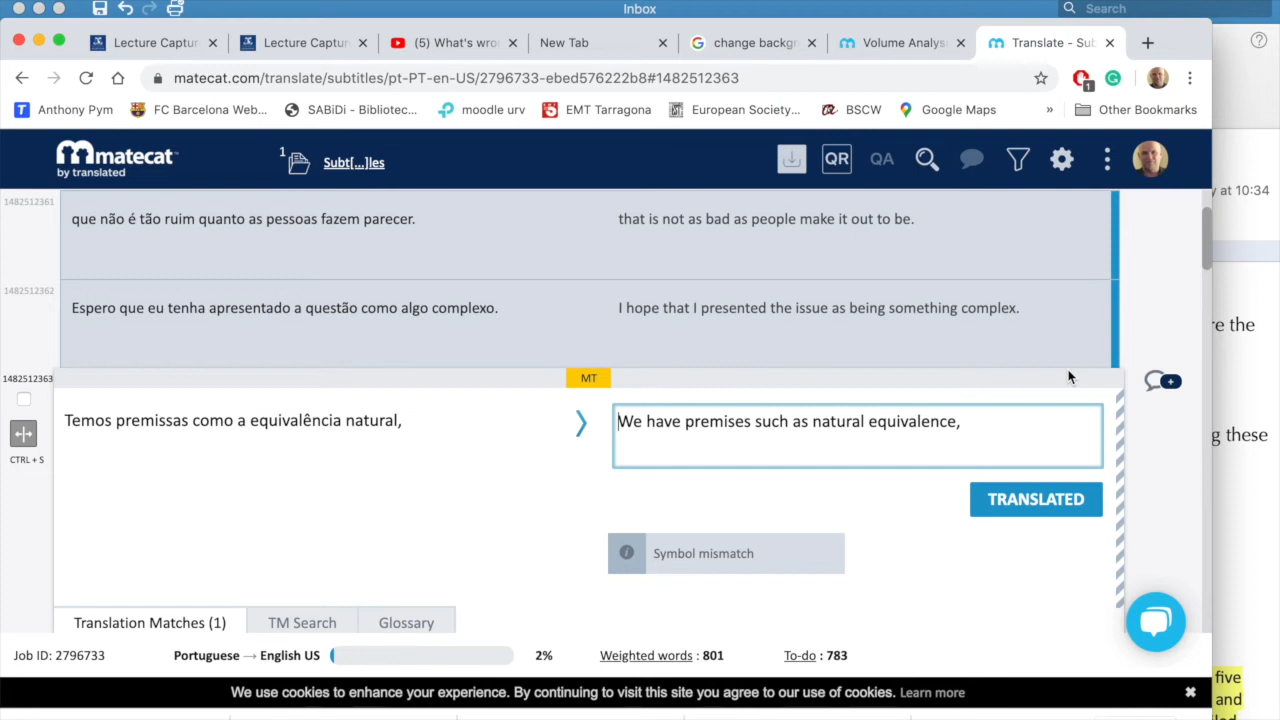 Inbox
Search
Lecture Captur
Lecture Captur
(5) What's wro
New Tab
change backg
Volume Analys
Translate - Sub
matecat.com/translate/subtitles/pt-PT-en-US/2796733-ebed576222b8#1482512363
1
Anthony Pym
FC Barcelona Web...
SABiDi - Bibliotec...
moodle urv
EMT Tarragona
European Society...
BSCW
Google Maps
»
Other Bookmarks
matecat
by translated
1
Subt[...]les
QR
QA
y at 10:34
1482512361
que não é tão ruim quanto as pessoas fazem parecer.
that is not as bad as people make it out to be.
1482512362
Espero que eu tenha apresentado a questão como algo complexo.
I hope that I presented the issue as being something complex.
re the
1482512363
MT
Temos premissas como a equivalência natural,
We have premises such as natural equivalence,
g these
CTRL + S
TRANSLATED
Symbol mismatch
Translation Matches (1)
TM Search
Glossary
Job ID: 2796733
Portuguese → English US
2%
Weighted words : 801
To-do : 783
five
We use cookies to enhance your experience. By continuing to visit this site you agree to our use of cookies. Learn more
and